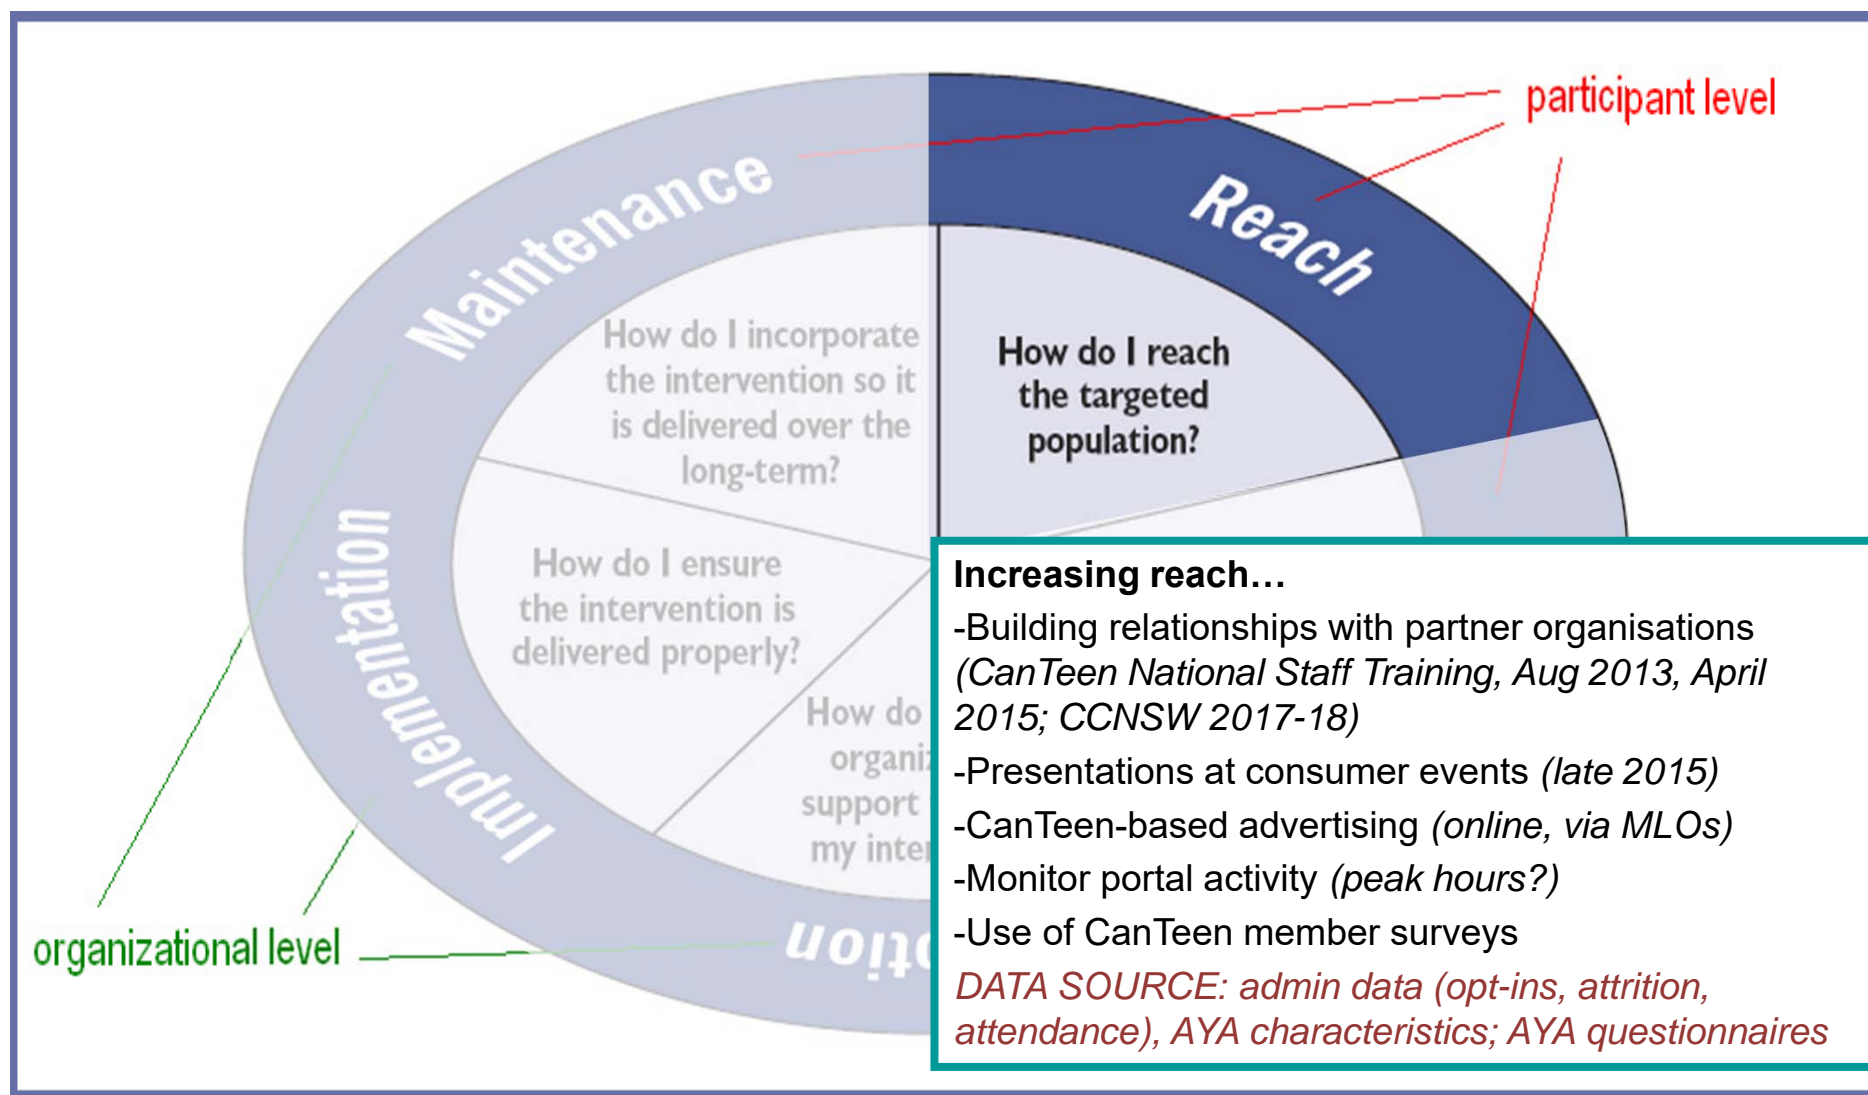 participant level
Reach
Maintenance
How do I incorporate
the intervention so it
is delivered over the
long-term?
How do I reach
the targeted
population?
Implementation
How do I ensure
the intervention is
delivered properly?
How do
support
my
organizational level
Increasing reach…
-Building relationships with partner organisations
(CanTeen National Staff Training, Aug 2013, April
2015; CCNSW 2017-18)
-Presentations at consumer events (late 2015)
-CanTeen-based advertising (online, via MLOs)
-Monitor portal activity (peak hours?)
-Use of CanTeen member surveys
DATA SOURCE: admin data (opt-ins, attrition,
attendance), AYA characteristics; AYA questionnaires